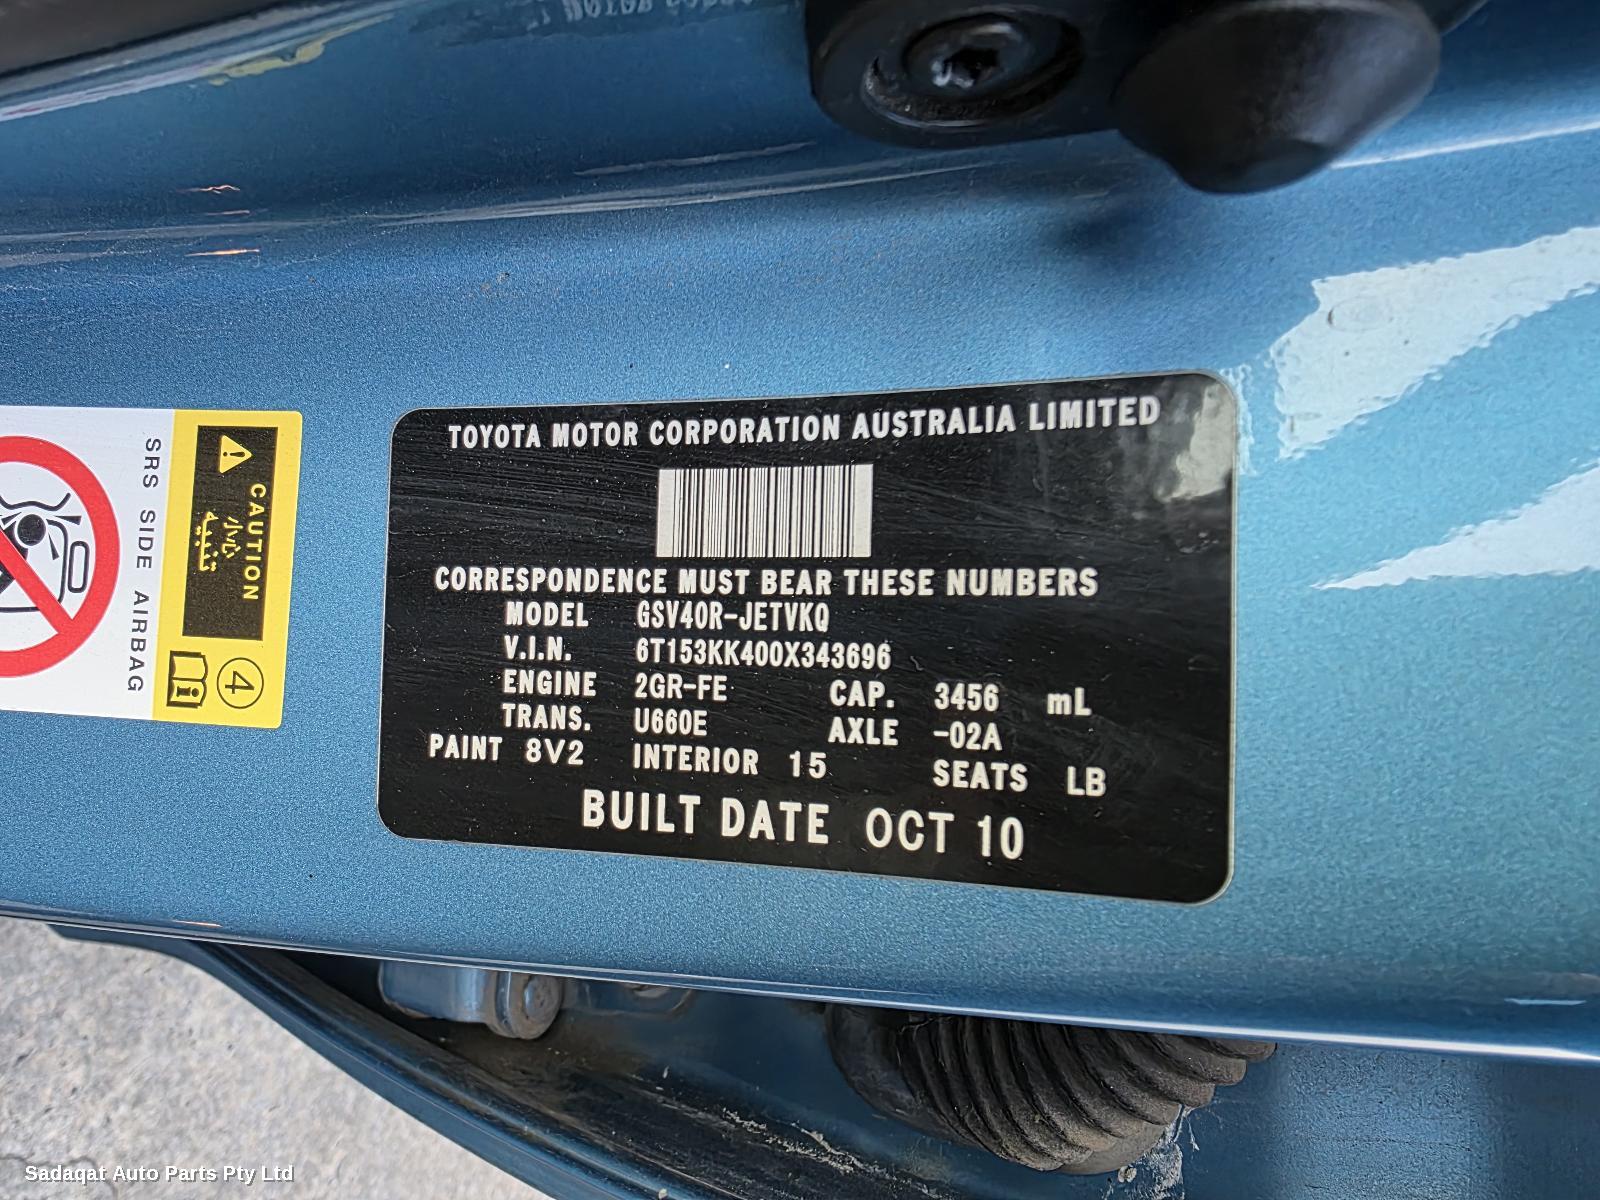 TOYOTA MOTOR CORPORATION AUSTRALIA LIMITED
CORRESPONDENCE MUST BEAR THESE NUMBERS
MODEL GSV40R-JETVKQ
V.I.N. 6T153KK400X343696
ENGINE 2GR-FE CAP. 3456 mL
TRANS. U660E AXLE -02A
PAINT 8V2 INTERIOR 15 SEATS LB
BUILT DATE OCT 10
CAUTION
小心
تنبيه
4
SRS SIDE AIRBAG
Sadaqat Auto Parts Pty Ltd